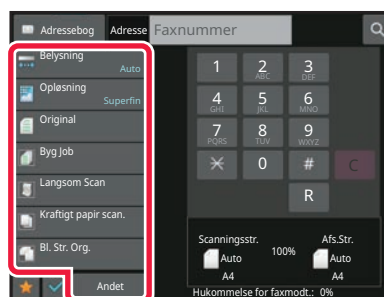 Adressebog
Adresse
Faxnummer
Belysning
Auto
Opløsning
Superfin
Original
Byg Job
Langsom Scan
Kraftigt papir scan.
Bl. Str. Org.
Andet
1
2 ABC
3 DEF
4 GHI
5 JKL
6 MNO
7 PQRS
8 TUV
9 WXYZ
0
#
C
R
Scanningsstr.
Auto
A4
100%
Afs.Str.
Auto
A4
Hukommelse for faxmodt.: 0%